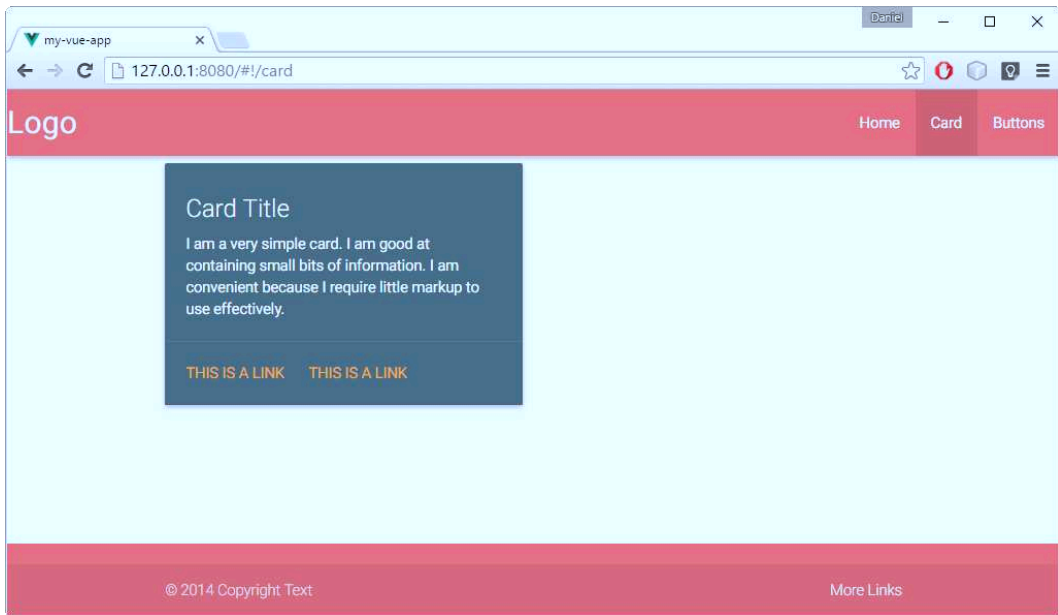 Daniel
my-vue-app
127.0.0.1:8080/#!/card
Logo
Home Card Buttons
Card Title
I am a very simple card. I am good at
containing small bits of information. I am
convenient because I require little markup to
use effectively.
THIS IS A LINK THIS IS A LINK
© 2014 Copyright Text More Links